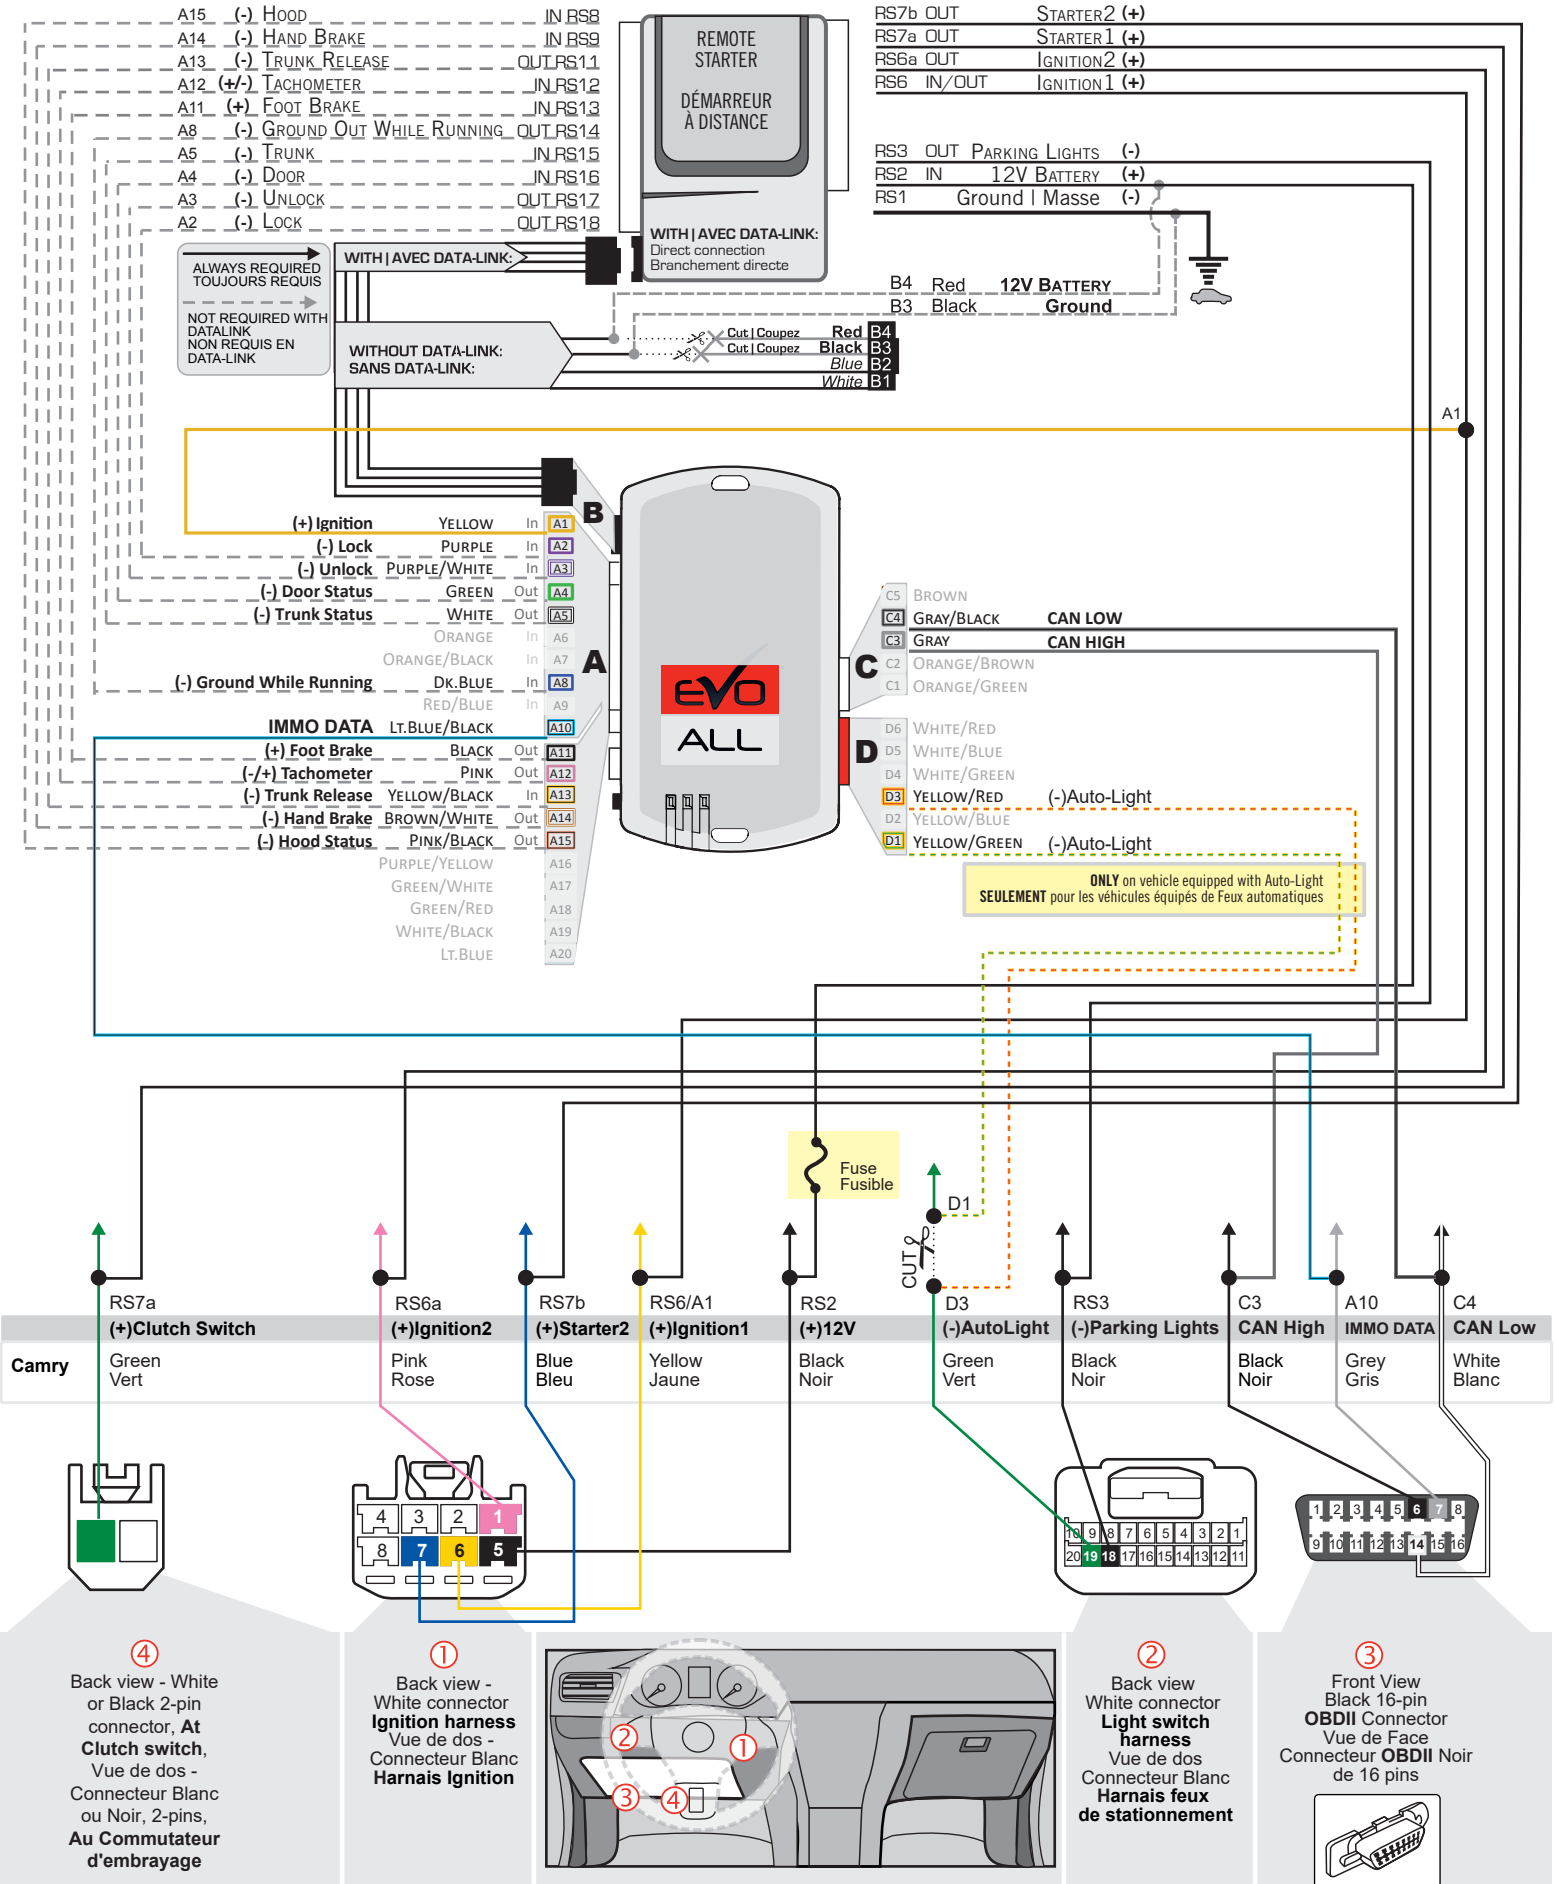 A15 (-) Hood IN RS8
A14 (-) Hand Brake IN RS9
A13 (-) Trunk Release OUT RS11
A12 (+/-) Tachometer IN RS12
A11 (+) Foot Brake IN RS13
A8 (-) Ground Out While Running OUT RS14
A5 (-) Trunk IN RS15
A4 (-) Door IN RS16
A3 (-) Unlock OUT RS17
A2 (-) Lock OUT RS18
REMOTE
STARTER
DÉMARREUR
À DISTANCE
WITH | AVEC DATA-LINK:
Direct connection
Branchement directe
RS7b OUT Starter2 (+)
RS7a OUT Starter1 (+)
RS6a OUT Ignition2 (+)
RS6 IN/OUT Ignition1 (+)
RS3 OUT Parking Lights (-)
RS2 IN 12V Battery (+)
RS1 Ground | Masse (-)
ALWAYS REQUIRED
TOUJOURS REQUIS
NOT REQUIRED WITH
DATALINK
NON REQUIS EN
DATA-LINK
WITH | AVEC DATA-LINK:
WITHOUT DATA-LINK:
SANS DATA-LINK:
B4 Red 12V Battery
B3 Black Ground
Cut | Coupez Red B4
Cut | Coupez Black B3
Blue B2
White B1
A1
B
(+) Ignition Yellow In A1
(-) Lock Purple In A2
(-) Unlock Purple/White In A3
(-) Door Status Green Out A4
(-) Trunk Status White Out A5
Orange In A6
Orange/Black In A7
(-) Ground While Running Dk.Blue In A8
Red/Blue In A9
IMMO DATA Lt.Blue/Black A10
(+) Foot Brake Black Out A11
(-/+) Tachometer Pink Out A12
(-) Trunk Release Yellow/Black In A13
(-) Hand Brake Brown/White Out A14
(-) Hood Status Pink/Black Out A15
Purple/Yellow A16
Green/White A17
Green/Red A18
White/Black A19
Lt.Blue A20
A
EVO
ALL
C
C5 Brown
C4 Gray/Black CAN LOW
C3 Gray CAN HIGH
C2 Orange/Brown
C1 Orange/Green
D
D6 White/Red
D5 White/Blue
D4 White/Green
D3 Yellow/Red (-)Auto-Light
D2 Yellow/Blue
D1 Yellow/Green (-)Auto-Light
ONLY on vehicle equipped with Auto-Light
SEULEMENT pour les véhicules équipés de Feux automatiques
Fuse
Fusible
D1
CUT
RS7a RS6a RS7b RS6/A1 RS2 D3 RS3 C3 A10 C4
(+)Clutch Switch (+)Ignition2 (+)Starter2 (+)Ignition1 (+)12V (-)AutoLight (-)Parking Lights CAN High IMMO DATA CAN Low
Camry
Green Pink Blue Yellow Black Green Black Black Grey White
Vert Rose Bleu Jaune Noir Vert Noir Noir Gris Blanc
4 3 2 1
8 7 6 5
10 9 8 7 6 5 4 3 2 1
20 19 18 17 16 15 14 13 12 11
1 2 3 4 5 6 7 8
9 10 11 12 13 14 15 16
4
Back view - White
or Black 2-pin
connector, At
Clutch switch,
Vue de dos -
Connecteur Blanc
ou Noir, 2-pins,
Au Commutateur
d'embrayage
1
Back view -
White connector
Ignition harness
Vue de dos -
Connecteur Blanc
Harnais Ignition
2
1
3
4
2
Back view
White connector
Light switch
harness
Vue de dos
Connecteur Blanc
Harnais feux
de stationnement
3
Front View
Black 16-pin
OBDII Connector
Vue de Face
Connecteur OBDII Noir
de 16 pins